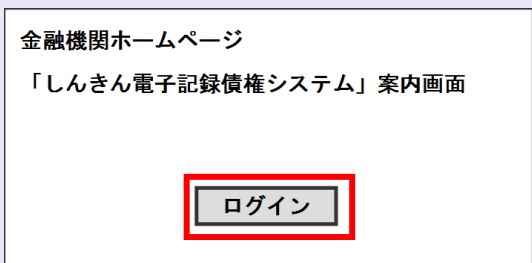 金融機関ホームページ
「しんきん電子記録債権システム」案内画面
ログイン